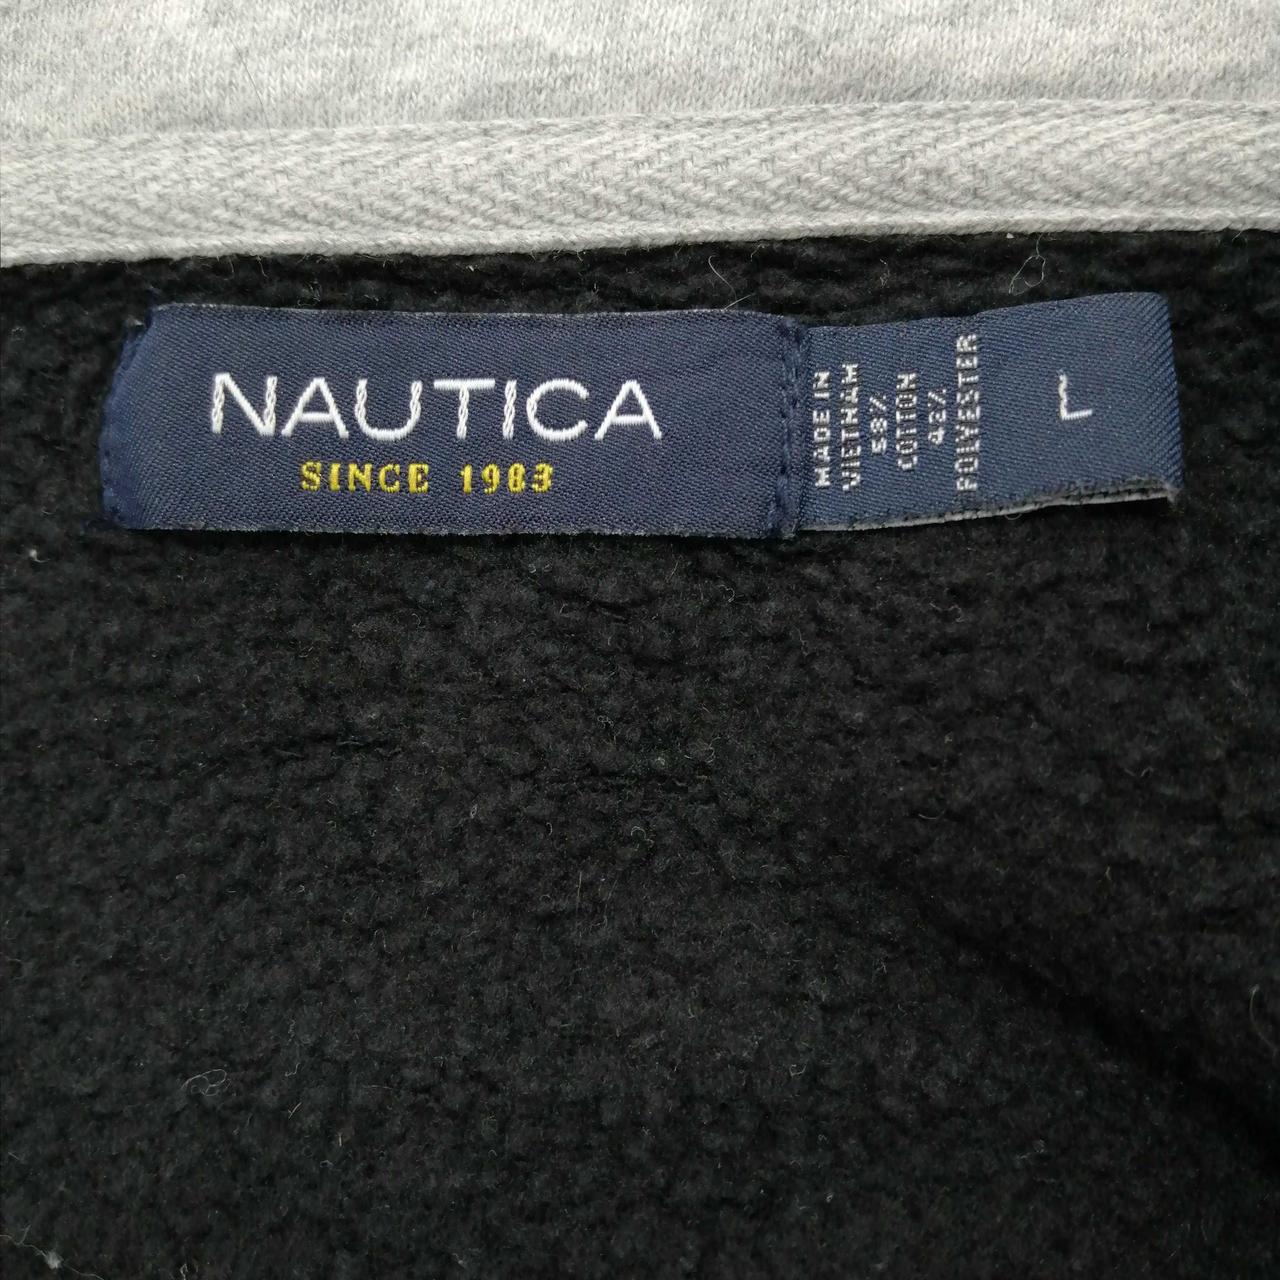 NAUTICA
SINCE 1983
MADE IN
VIETNAM
58%
COTTON
42%
POLYESTER
L